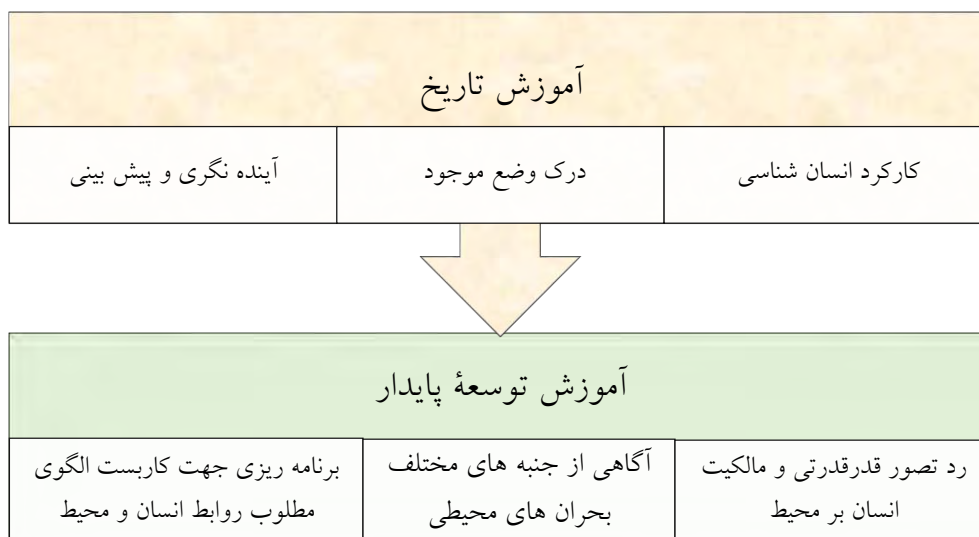 آموزش تاریخ
کارکرد انسان شناسی
درک وضع موجود
آینده نگری و پیش بینی
آموزش توسعهٔ پایدار
رد تصور قدرقدرتی و مالکیت
انسان بر محیط
آگاهی از جنبه های مختلف
بحران های محیطی
برنامه ریزی جهت کاربست الگوی
مطلوب روابط انسان و محیط